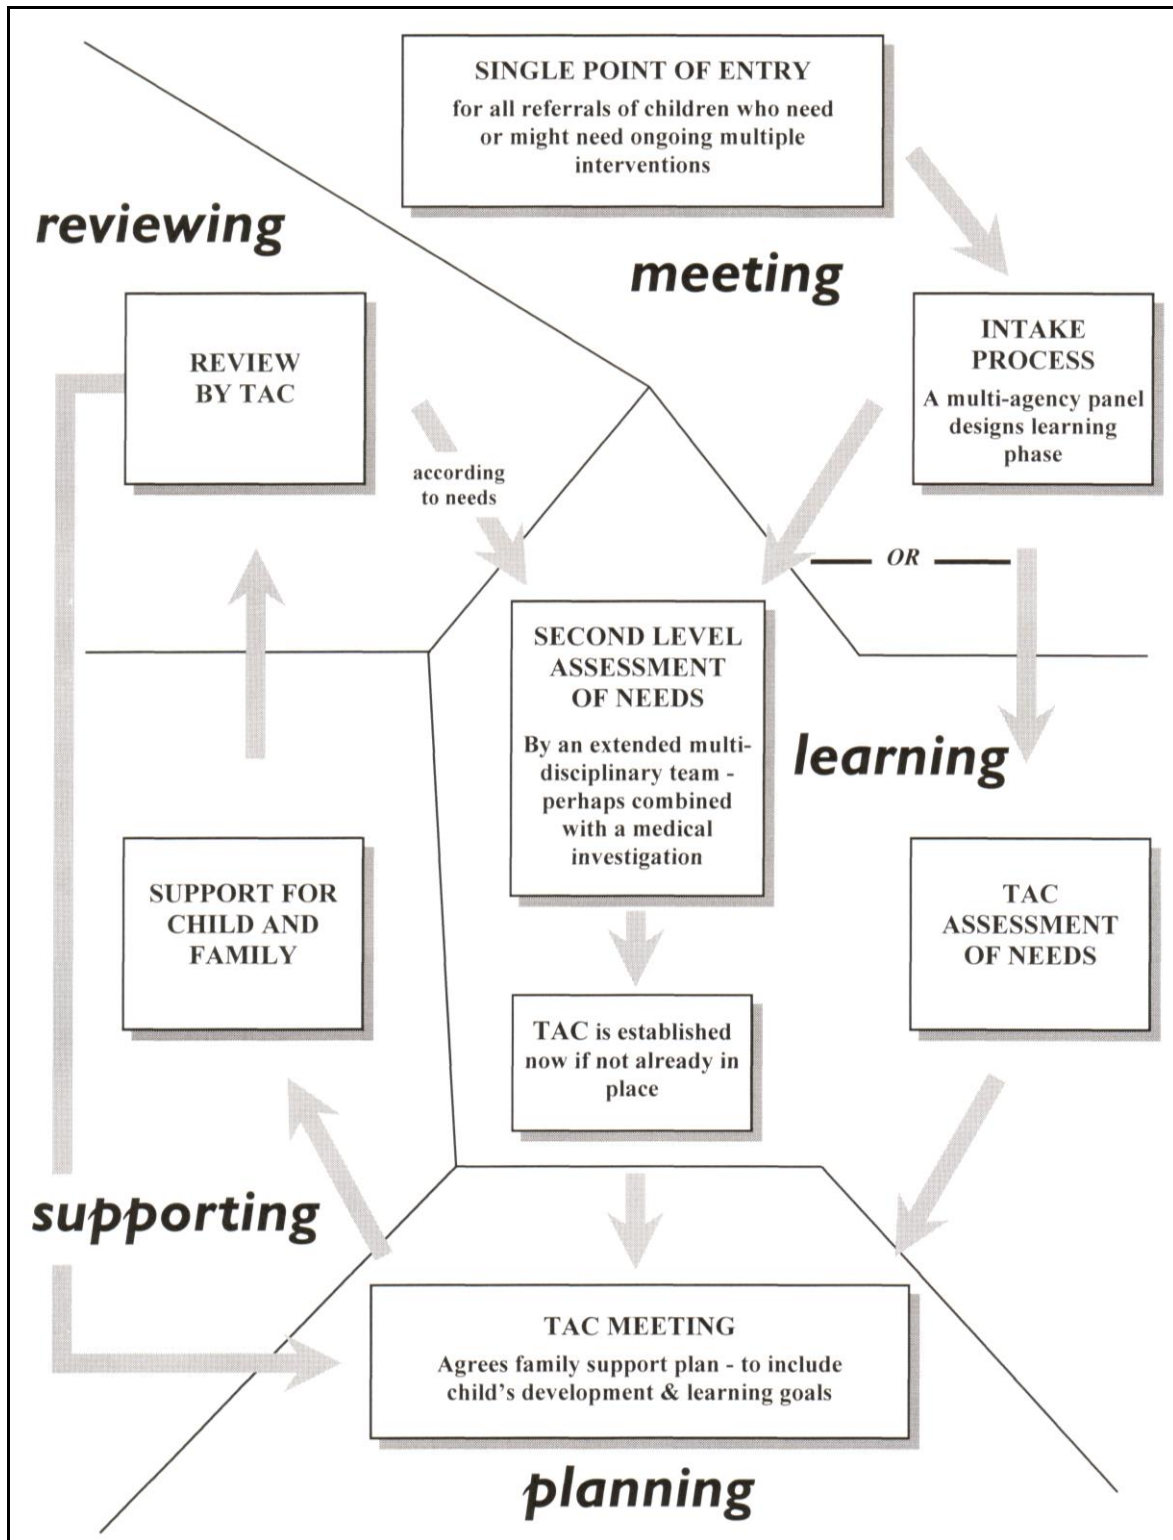 SINGLE POINT OF ENTRY
for all referrals of children who need
or might need ongoing multiple
interventions
reviewing
meeting
REVIEW
BY TAC
INTAKE
PROCESS
A multi-agency panel
designs learning
phase
according
to needs
OR
SECOND LEVEL
ASSESSMENT
OF NEEDS
By an extended multi-
disciplinary team -
perhaps combined
with a medical
investigation
learning
SUPPORT FOR
CHILD AND
FAMILY
TAC
ASSESSMENT
OF NEEDS
TAC is established
now if not already in
place
supporting
TAC MEETING
Agrees family support plan - to include
child's development & learning goals
planning